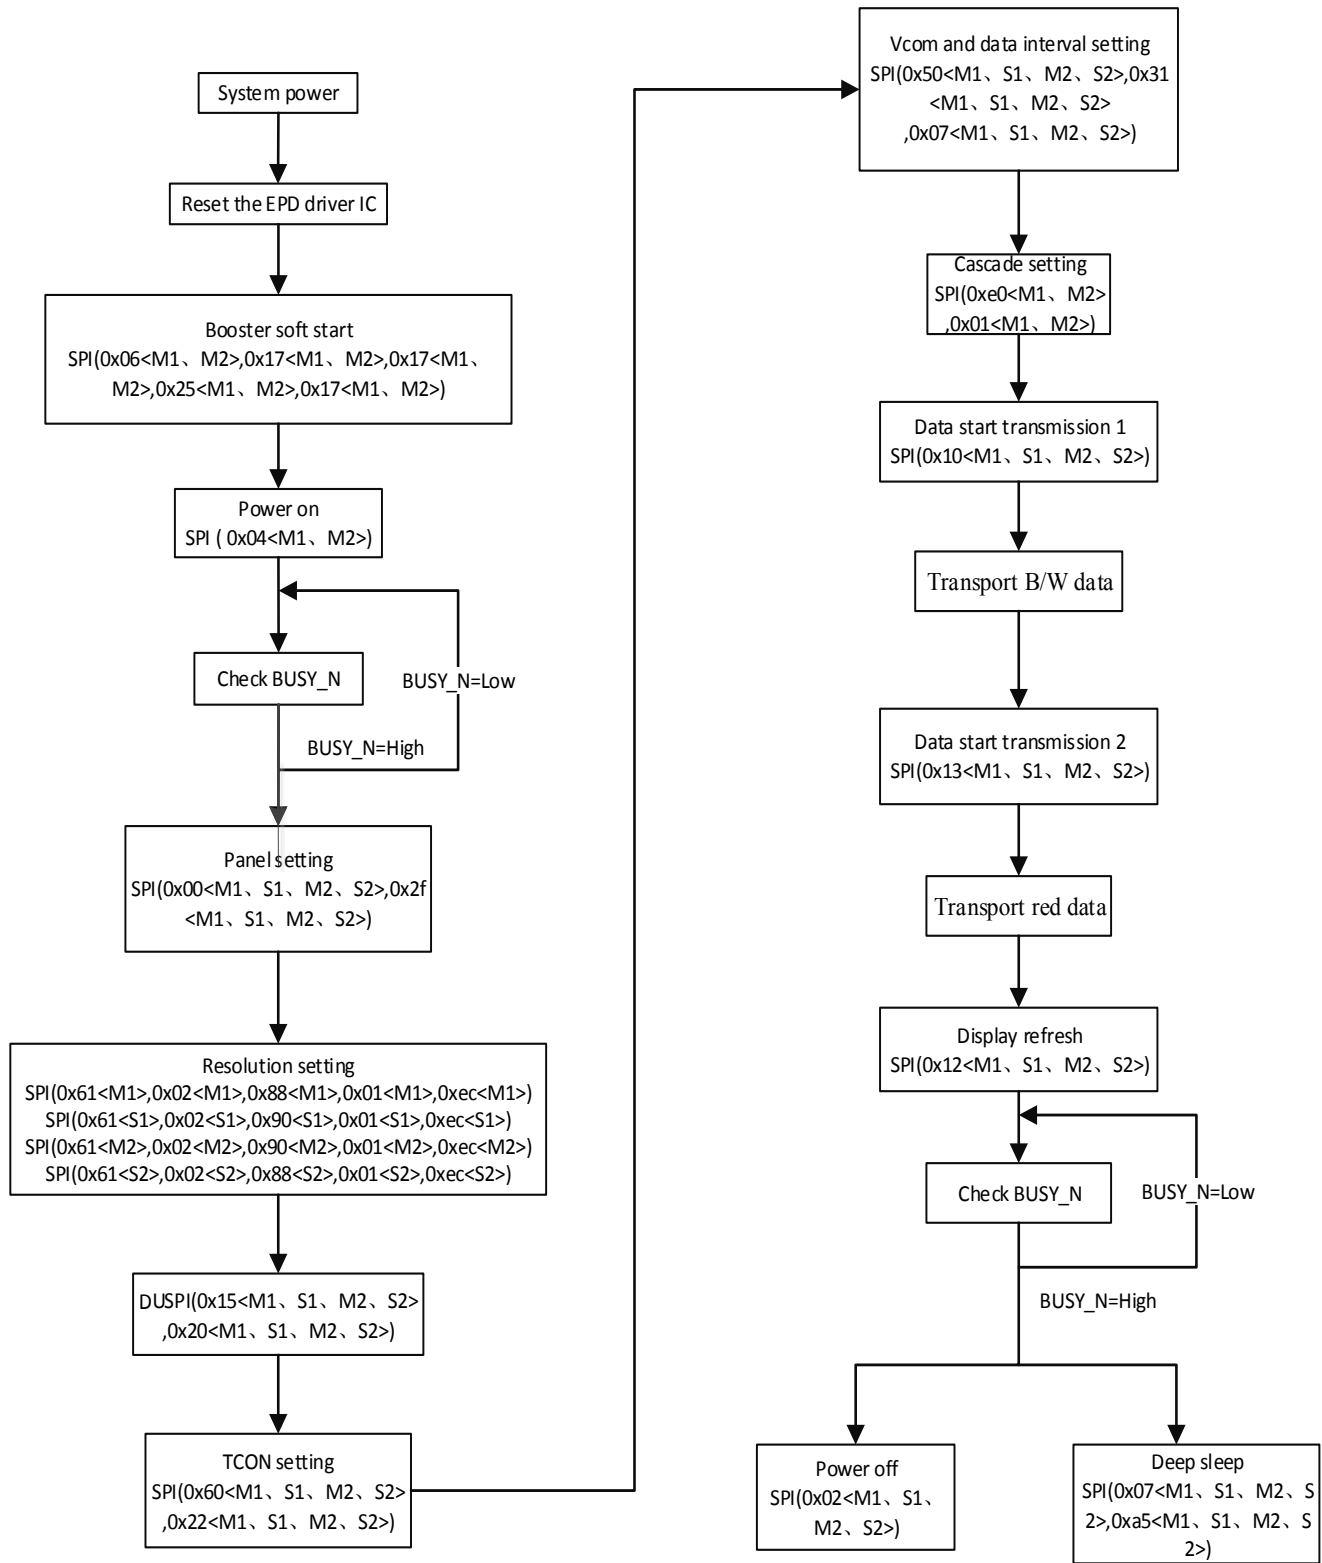 System power
Reset the EPD driver IC
Booster soft start
SPI(0x06<M1、M2>,0x17<M1、M2>,0x17<M1、
M2>,0x25<M1、M2>,0x17<M1、M2>)
Power on
SPI ( 0x04<M1、M2>)
Check BUSY_N
BUSY_N=Low
BUSY_N=High
Panel setting
SPI(0x00<M1、S1、M2、S2>,0x2f
<M1、S1、M2、S2>)
Resolution setting
SPI(0x61<M1>,0x02<M1>,0x88<M1>,0x01<M1>,0xec<M1>)
SPI(0x61<S1>,0x02<S1>,0x90<S1>,0x01<S1>,0xec<S1>)
SPI(0x61<M2>,0x02<M2>,0x90<M2>,0x01<M2>,0xec<M2>)
SPI(0x61<S2>,0x02<S2>,0x88<S2>,0x01<S2>,0xec<S2>)
DUSPI(0x15<M1、S1、M2、S2>
,0x20<M1、S1、M2、S2>)
TCON setting
SPI(0x60<M1、S1、M2、S2>
,0x22<M1、S1、M2、S2>)
Vcom and data interval setting
SPI(0x50<M1、S1、M2、S2>,0x31
<M1、S1、M2、S2>
,0x07<M1、S1、M2、S2>)
Cascade setting
SPI(0xe0<M1、M2>
,0x01<M1、M2>)
Data start transmission 1
SPI(0x10<M1、S1、M2、S2>)
Transport B/W data
Data start transmission 2
SPI(0x13<M1、S1、M2、S2>)
Transport red data
Display refresh
SPI(0x12<M1、S1、M2、S2>)
Check BUSY_N
BUSY_N=Low
BUSY_N=High
Power off
SPI(0x02<M1、S1、
M2、S2>)
Deep sleep
SPI(0x07<M1、S1、M2、S
2>,0xa5<M1、S1、M2、S
2>)